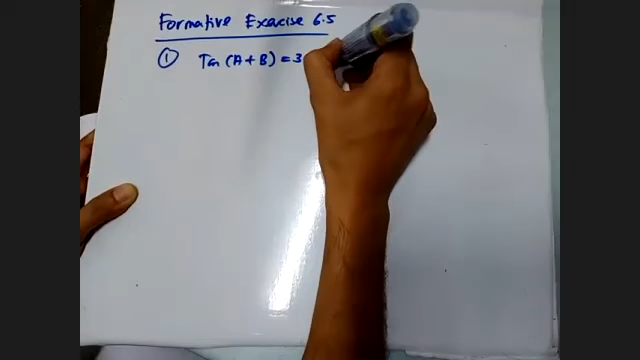 Formative Exercise 6.5
① Tan (A + B) = 3